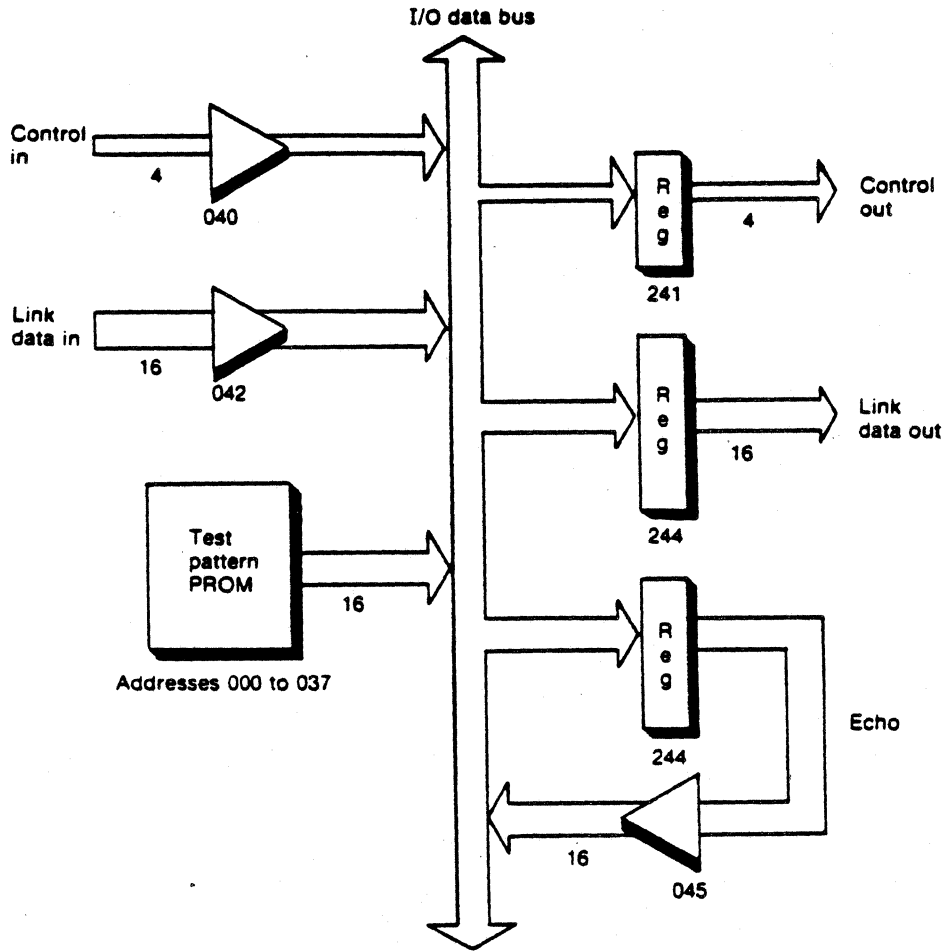 I/O data bus
Control
in
4
040
Link
data in
16
042
Test
pattern
PROM
16
Addresses 000 to 037
R
e
g
4
Control
out
241
R
e
g
16
Link
data out
244
R
e
g
Echo
244
16
045